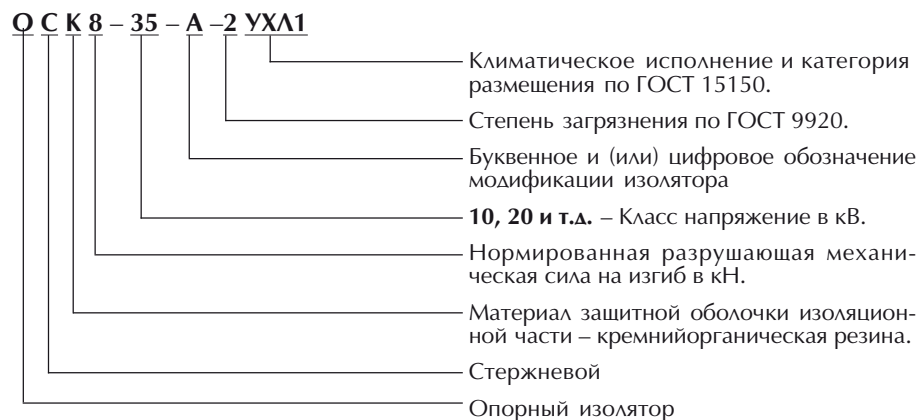 О С К 8 – 35 – А –2 УХЛ1
Климатическое исполнение и категория
размещения по ГОСТ 15150.
Степень загрязнения по ГОСТ 9920.
Буквенное и (или) цифровое обозначение
модификации изолятора
10, 20 и т.д. – Класс напряжение в кВ.
Нормированная разрушающая механи-
ческая сила на изгиб в кН.
Материал защитной оболочки изоляцион-
ной части – кремнийорганическая резина.
Стержневой
Опорный изолятор